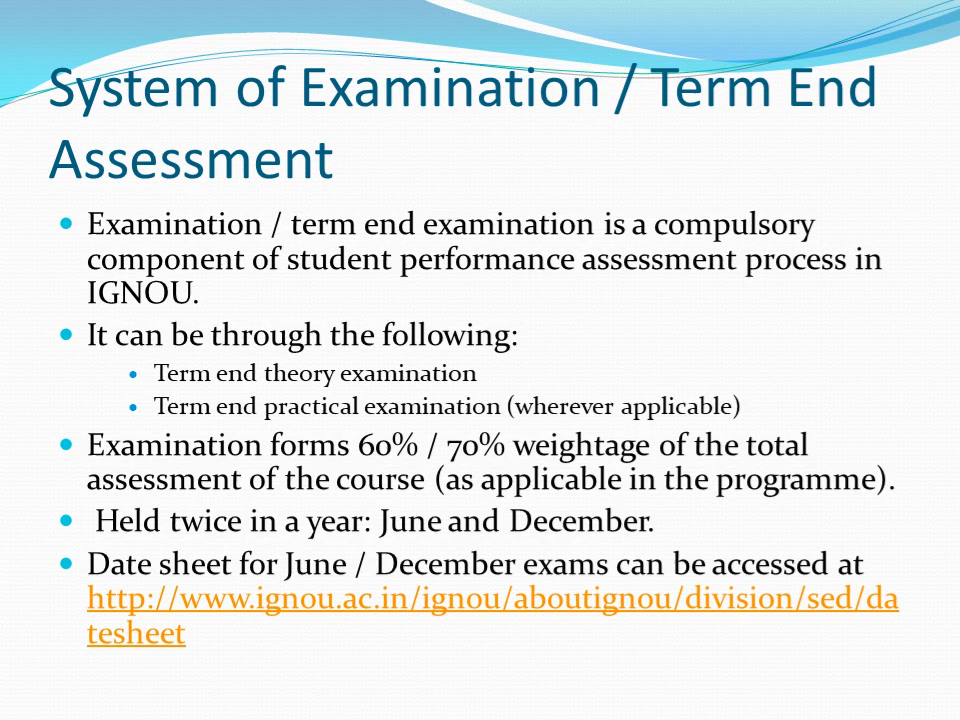 System of Examination / Term End
Assessment
Examination / term end examination is a compulsory
component of student performance assessment process in
IGNOU.
It can be through the following:
Term end theory examination
Term end practical examination (wherever applicable)
Examination forms 60% / 70% weightage of the total
assessment of the course (as applicable in the programme).
Held twice in a year: June and December.
Date sheet for June / December exams can be accessed at
http://www.ignou.ac.in/ignou/aboutignou/division/sed/da
tesheet